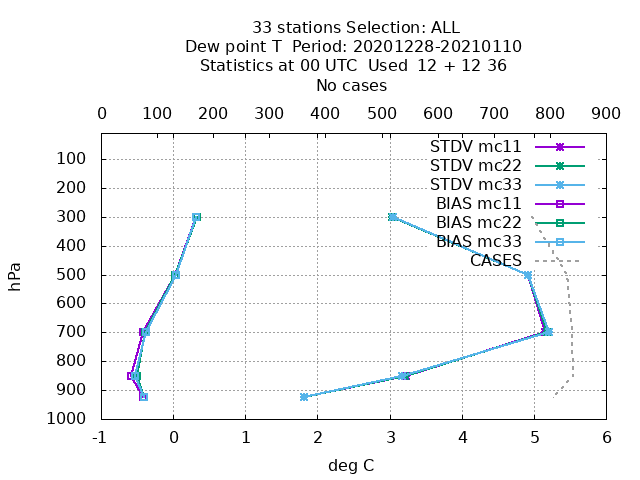 33 stations Selection: ALL
Dew point T  Period: 20201228-20210110
Statistics at 00 UTC  Used  12 + 12 36
No cases
0 100 200 300 400 500 600 700 800 900
STDV mc11
STDV mc22
STDV mc33
BIAS mc11
BIAS mc22
BIAS mc33
CASES
hPa
100
200
300
400
500
600
700
800
900
1000
-1 0 1 2 3 4 5 6
deg C